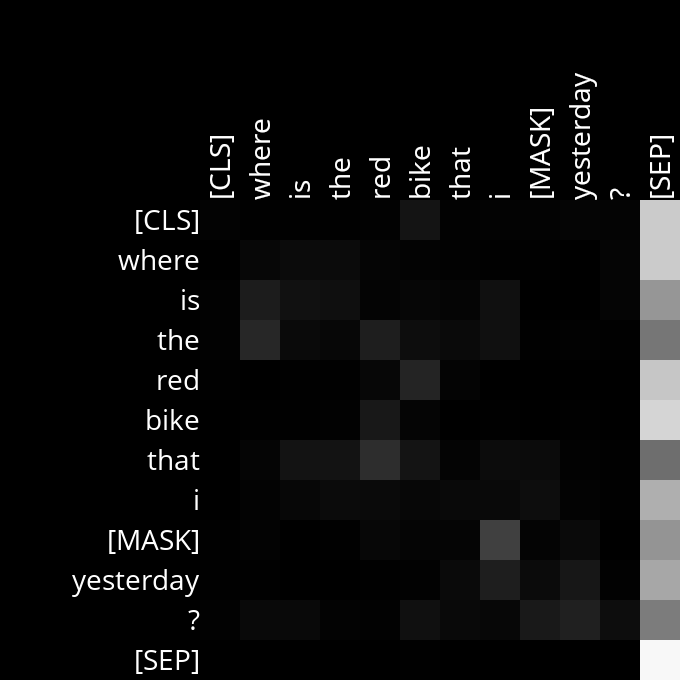 [CLS]
where
is
the
red
bike
that
i
[MASK]
yesterday
?
[SEP]
[CLS]
where
is
the
red
bike
that
i
[MASK]
yesterday
?
[SEP]